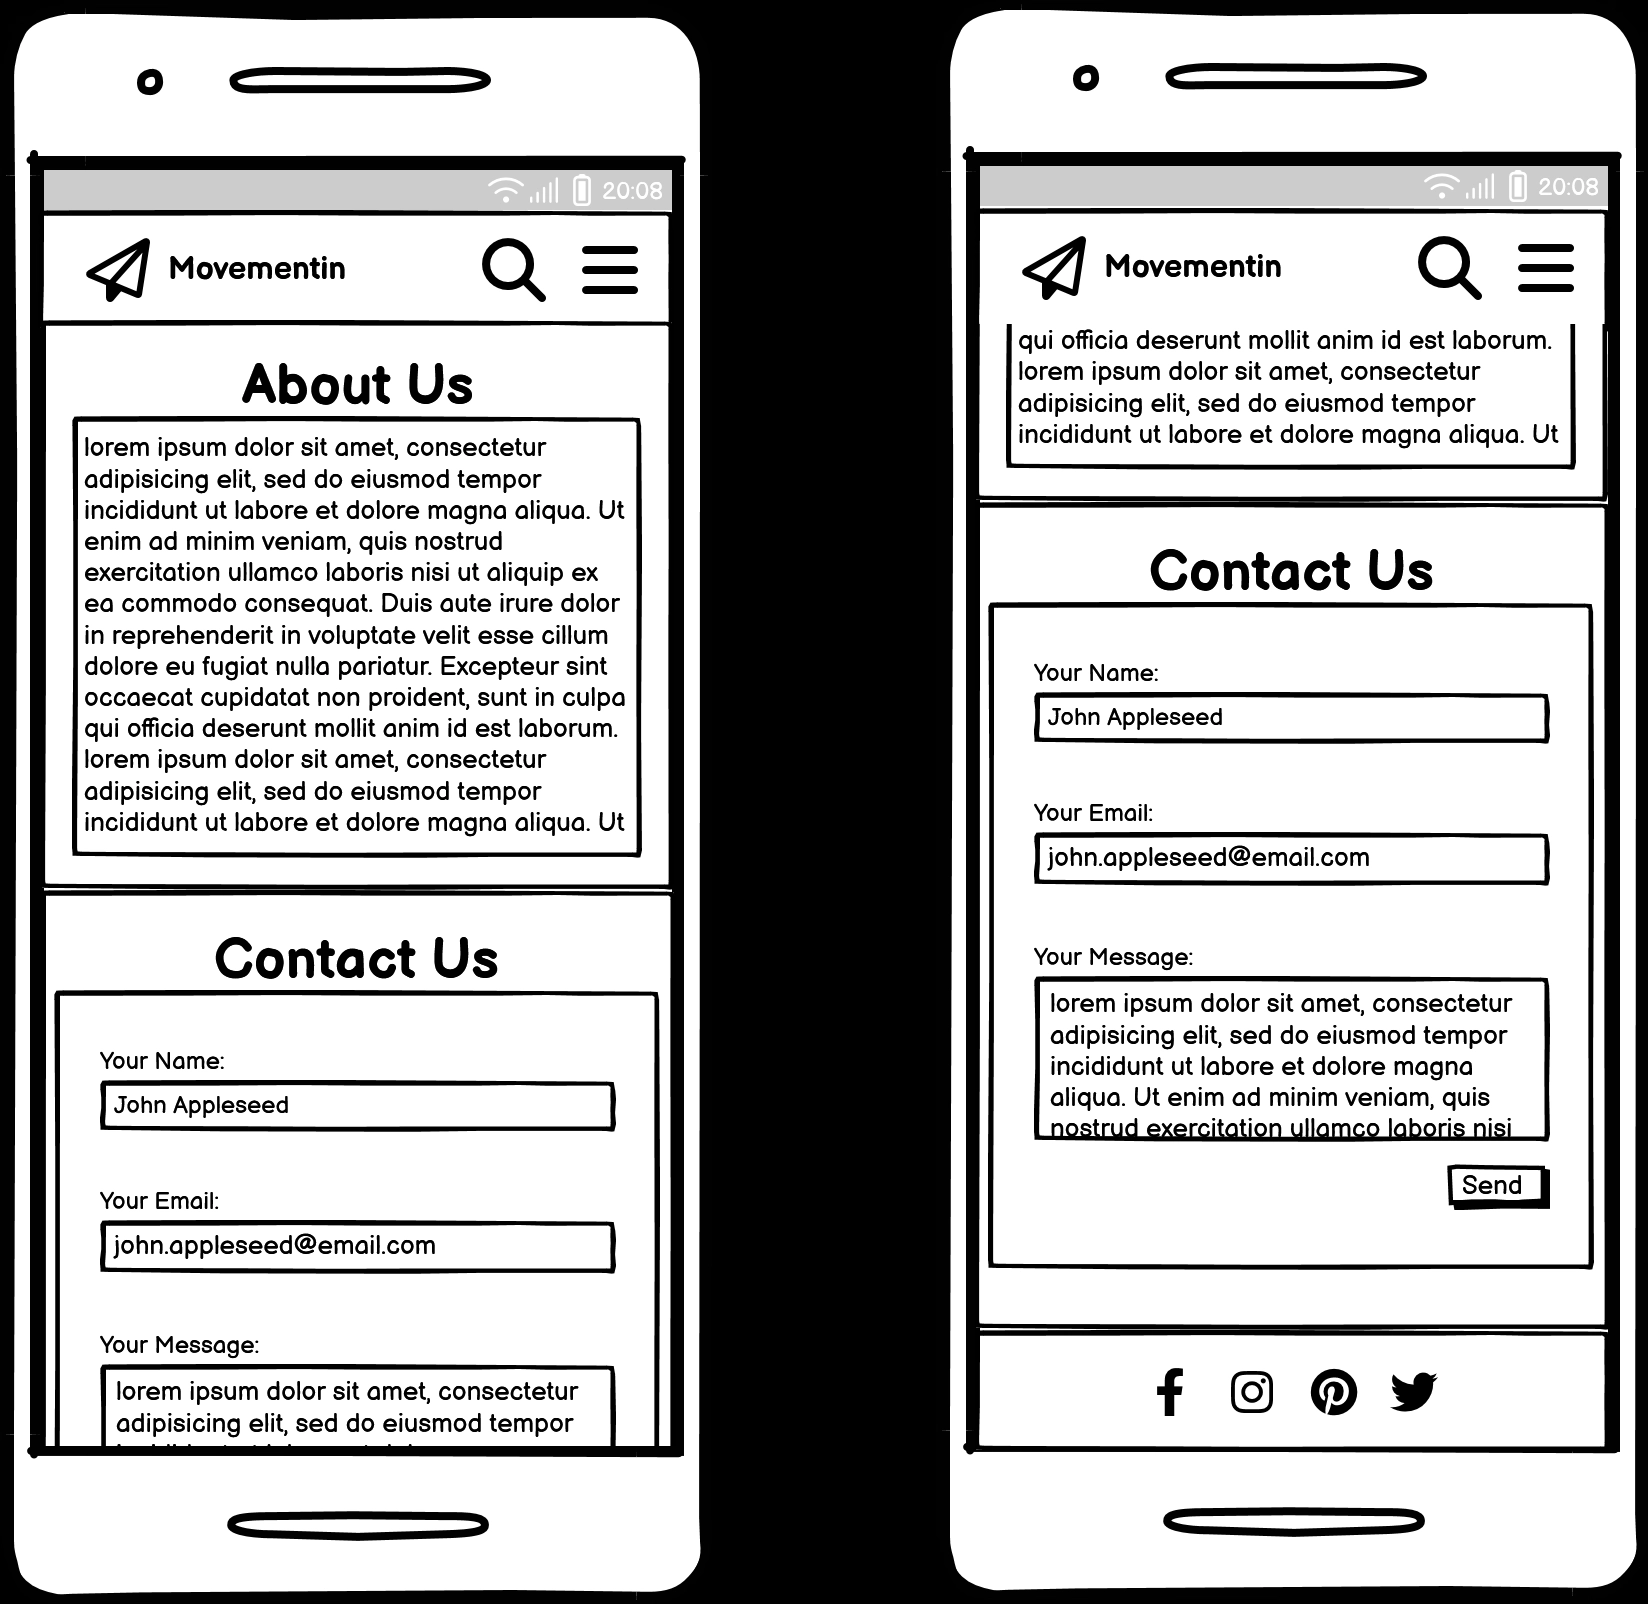 20:08
Movementin
About Us
lorem ipsum dolor sit amet, consectetur
adipisicing elit, sed do eiusmod tempor
incididunt ut labore et dolore magna aliqua. Ut
enim ad minim veniam, quis nostrud
exercitation ullamco laboris nisi ut aliquip ex
ea commodo consequat. Duis aute irure dolor
in reprehenderit in voluptate velit esse cillum
dolore eu fugiat nulla pariatur. Excepteur sint
occaecat cupidatat non proident, sunt in culpa
qui officia deserunt mollit anim id est laborum.
lorem ipsum dolor sit amet, consectetur
adipisicing elit, sed do eiusmod tempor
incididunt ut labore et dolore magna aliqua. Ut
Contact Us
Your Name:
John Appleseed
Your Email:
john.appleseed@email.com
Your Message:
lorem ipsum dolor sit amet, consectetur
adipisicing elit, sed do eiusmod tempor
20:08
Movementin
qui officia deserunt mollit anim id est laborum.
lorem ipsum dolor sit amet, consectetur
adipisicing elit, sed do eiusmod tempor
incididunt ut labore et dolore magna aliqua. Ut
Contact Us
Your Name:
John Appleseed
Your Email:
john.appleseed@email.com
Your Message:
lorem ipsum dolor sit amet, consectetur
adipisicing elit, sed do eiusmod tempor
incididunt ut labore et dolore magna
aliqua. Ut enim ad minim veniam, quis
nostrud exercitation ullamco laboris nisi
Send